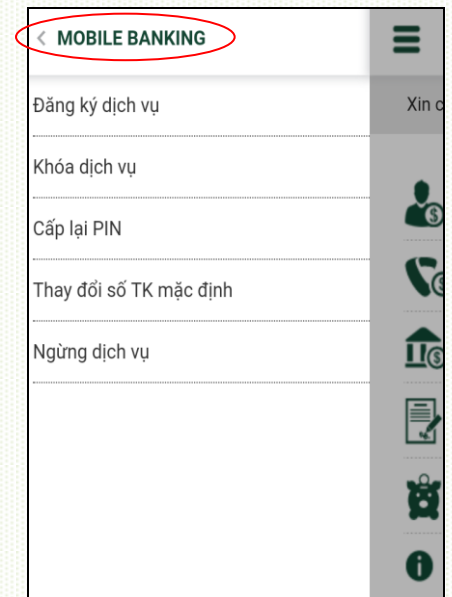 < MOBILE BANKING
Đăng ký dịch vụ
Xin c
Khóa dịch vụ
Cấp lại PIN
Thay đổi số TK mặc định
Ngừng dịch vụ